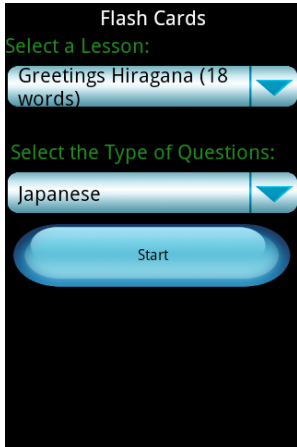 Flash Cards
Select a Lesson:
Greetings Hiragana (18
words)
Select the Type of Questions:
Japanese
Start